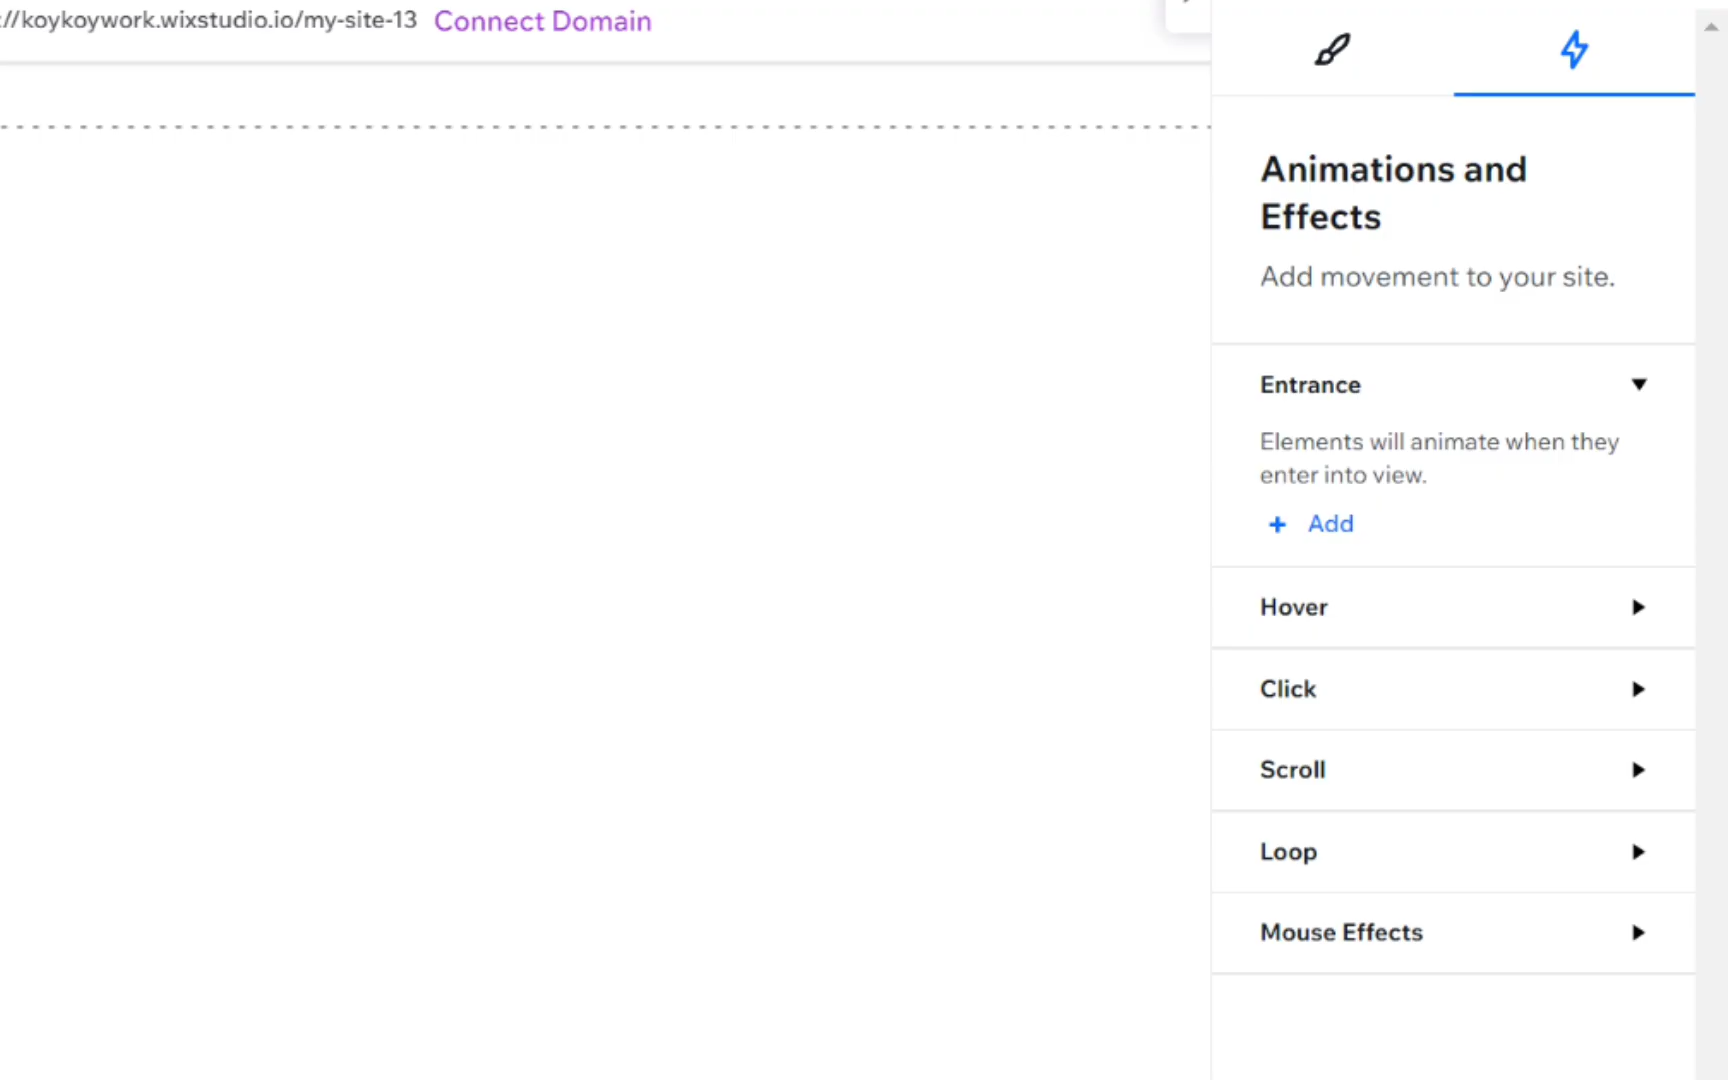 ://koykoywork.wixstudio.io/my-site-13 Connect Domain
Animations and
Effects
Add movement to your site.
Entrance
Elements will animate when they
enter into view.
+ Add
Hover
Click
Scroll
Loop
Mouse Effects